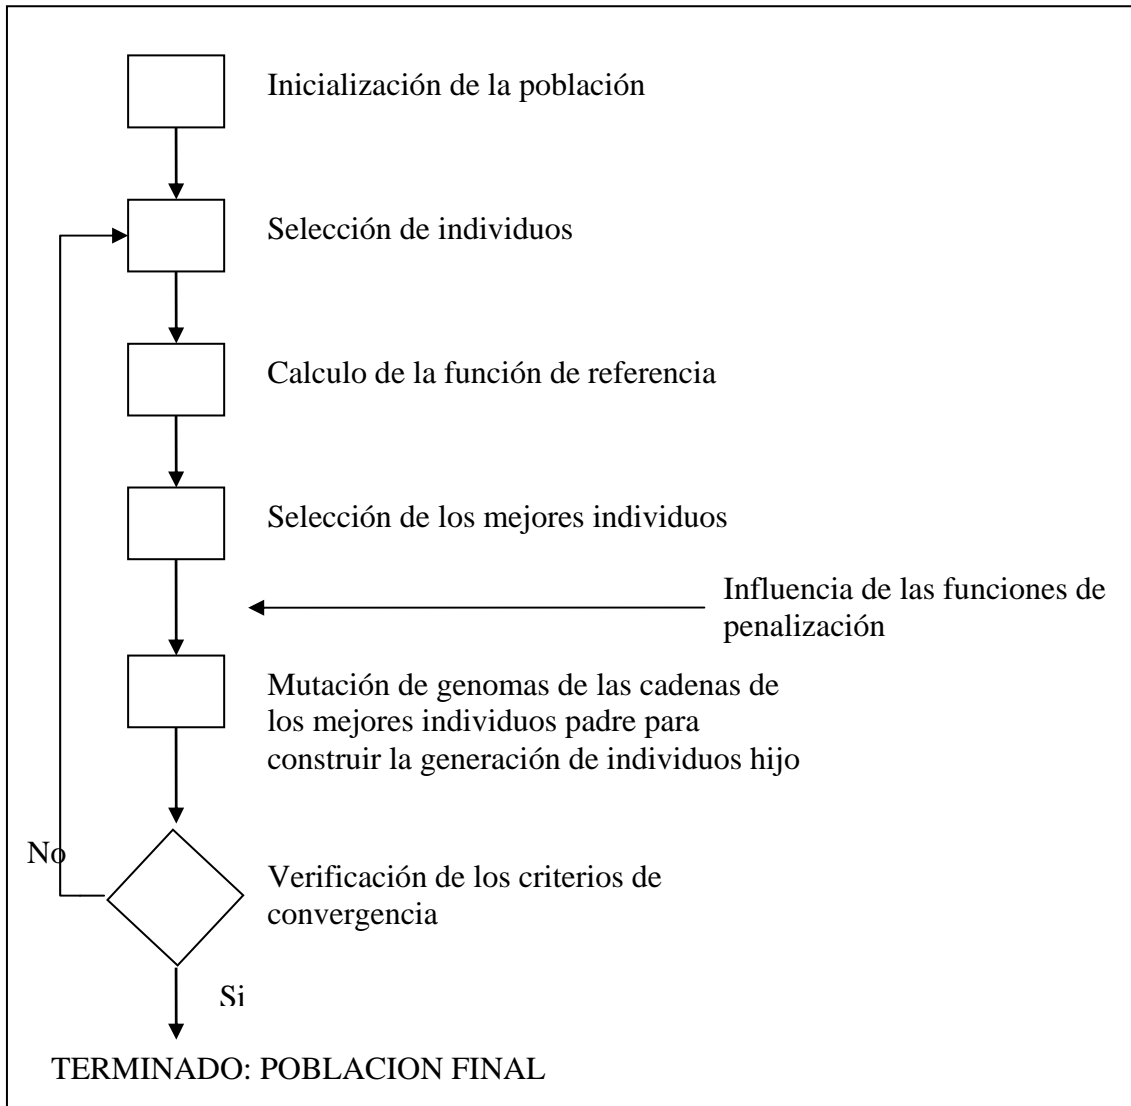 Inicialización de la población
Selección de individuos
Calculo de la función de referencia
Selección de los mejores individuos
Influencia de las funciones de
penalización
Mutación de genomas de las cadenas de
los mejores individuos padre para
construir la generación de individuos hijo
No
Verificación de los criterios de
convergencia
Si
TERMINADO: POBLACION FINAL